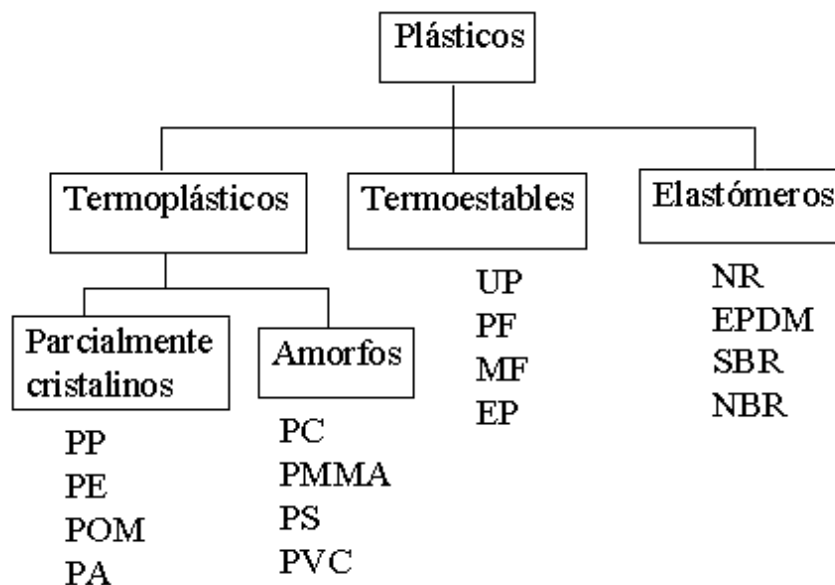 Plásticos
Termoplásticos
Termoestables
Elastómeros
Parcialmente
cristalinos
Amorfos
PP
PE
POM
PA
PC
PMMA
PS
PVC
UP
PF
MF
EP
NR
EPDM
SBR
NBR